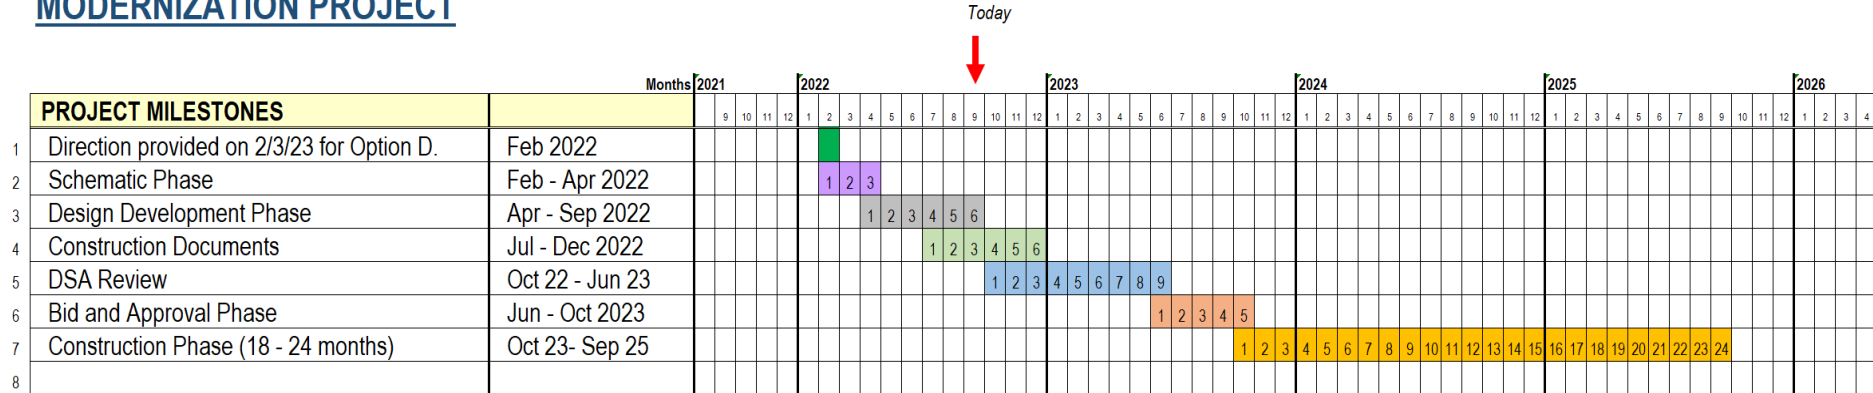 MODERNIZATION PROJECT
Today
Months 2021 2022 2023 2024 2025 2026
PROJECT MILESTONES 9 10 11 12 1 2 3 4 5 6 7 8 9 10 11 12 1 2 3 4 5 6 7 8 9 10 11 12 1 2 3 4 5 6 7 8 9 10 11 12 1 2 3 4 5 6 7 8 9 10 11 12 1 2 3 4
1 Direction provided on 2/3/23 for Option D. Feb 2022
2 Schematic Phase Feb - Apr 2022 1 2 3
3 Design Development Phase Apr - Sep 2022 1 2 3 4 5 6
4 Construction Documents Jul - Dec 2022 1 2 3 4 5 6
5 DSA Review Oct 22 - Jun 23 1 2 3 4 5 6 7 8 9
6 Bid and Approval Phase Jun - Oct 2023 1 2 3 4 5
7 Construction Phase (18 - 24 months) Oct 23- Sep 25 1 2 3 4 5 6 7 8 9 10 11 12 13 14 15 16 17 18 19 20 21 22 23 24
8